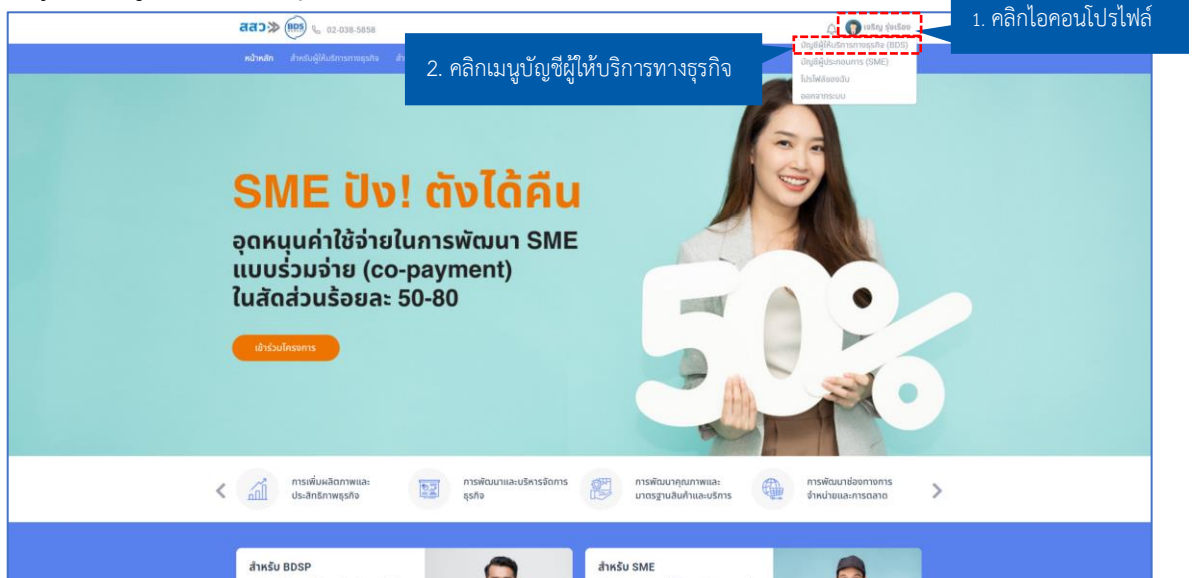 สสว
BDS
02-038-5858
เจริญ รุ่งเรือง
1. คลิกไอคอนโปรไฟล์
หน้าหลัก
สำหรับผู้ให้บริการทางธุรกิจ
2. คลิกเมนูบัญชีผู้ให้บริการทางธุรกิจ
บัญชีผู้ให้บริการทางธุรกิจ (BDS)
บัญชีผู้ประกอบการ (SME)
โปรไฟล์ของฉัน
ออกจากระบบ
SME ปัง! ตังได้คืน
อุดหนุนค่าใช้จ่ายในการพัฒนา SME
แบบร่วมจ่าย (co-payment)
ในสัดส่วนร้อยละ 50-80
เข้าร่วมโครงการ
50%
การเพิ่มผลิตภาพและ
ประสิทธิภาพธุรกิจ
การพัฒนาและบริหารจัดการ
ธุรกิจ
การพัฒนาคุณภาพและ
มาตรฐานสินค้าและบริการ
การพัฒนาช่องทางการ
จำหน่ายและการตลาด
สำหรับ BDSP
สำหรับ SME